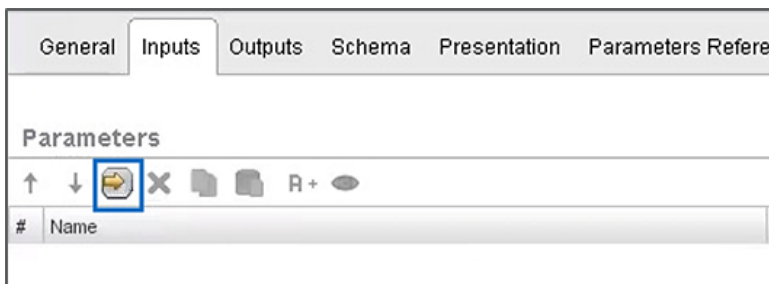 General Inputs Outputs Schema Presentation Parameters Refere
Parameters
A+
# Name